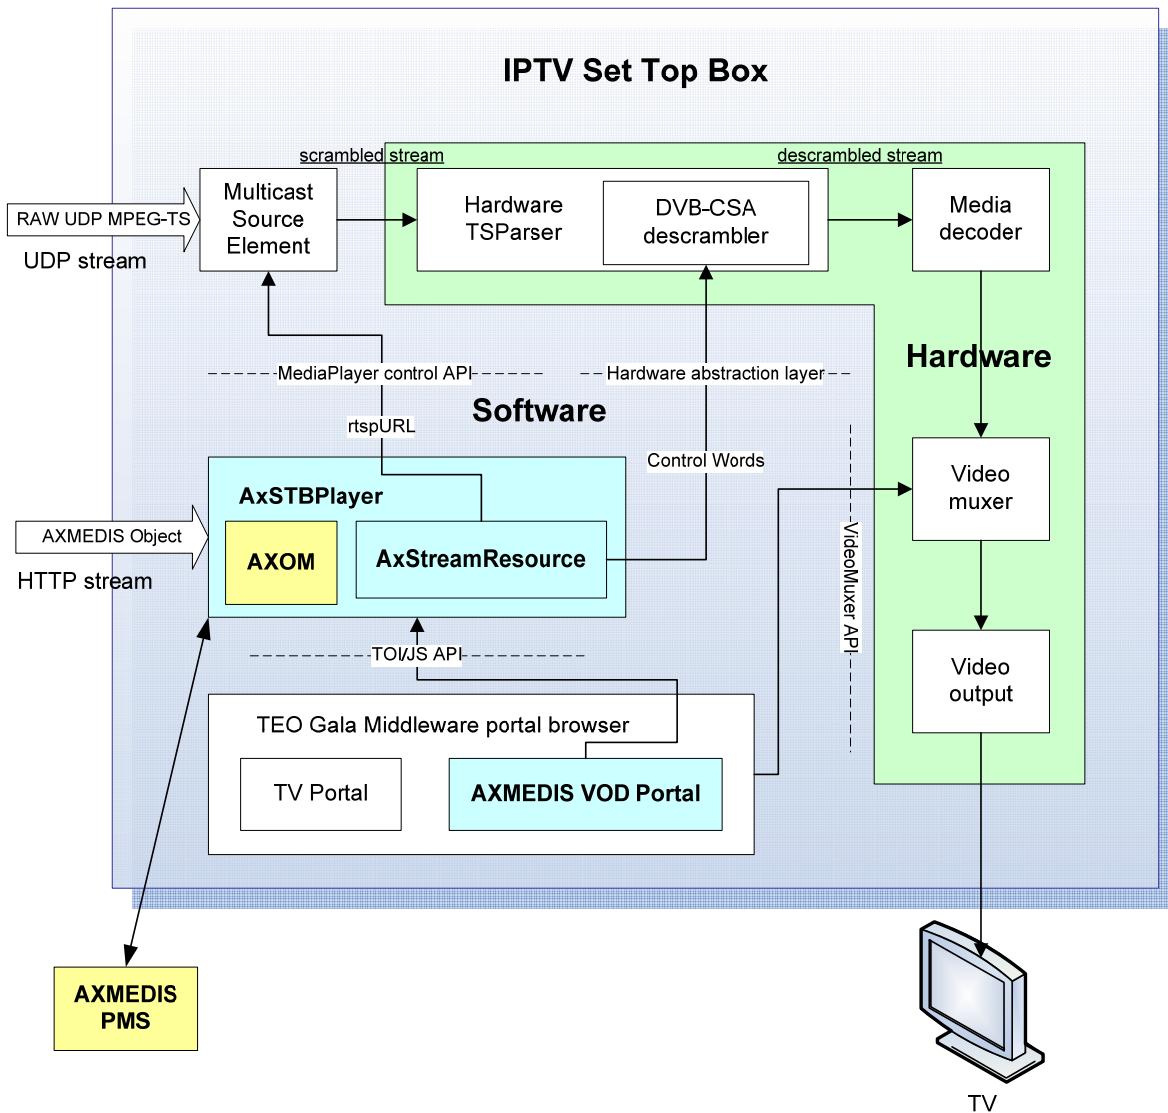 IPTV Set Top Box
scrambled stream
descrambled stream
RAW UDP MPEG-TS
UDP stream
Multicast
Source
Element
Hardware
TSParser
DVB-CSA
descrambler
Media
decoder
Hardware
MediaPlayer control API
Hardware abstraction layer
Software
rtspURL
Control Words
Video
muxer
VideoMuxer API
AxSTBPlayer
AXOM
AxStreamResource
AXMEDIS Object
HTTP stream
TOI/JS API
Video
output
TEO Gala Middleware portal browser
TV Portal
AXMEDIS VOD Portal
AXMEDIS
PMS
TV